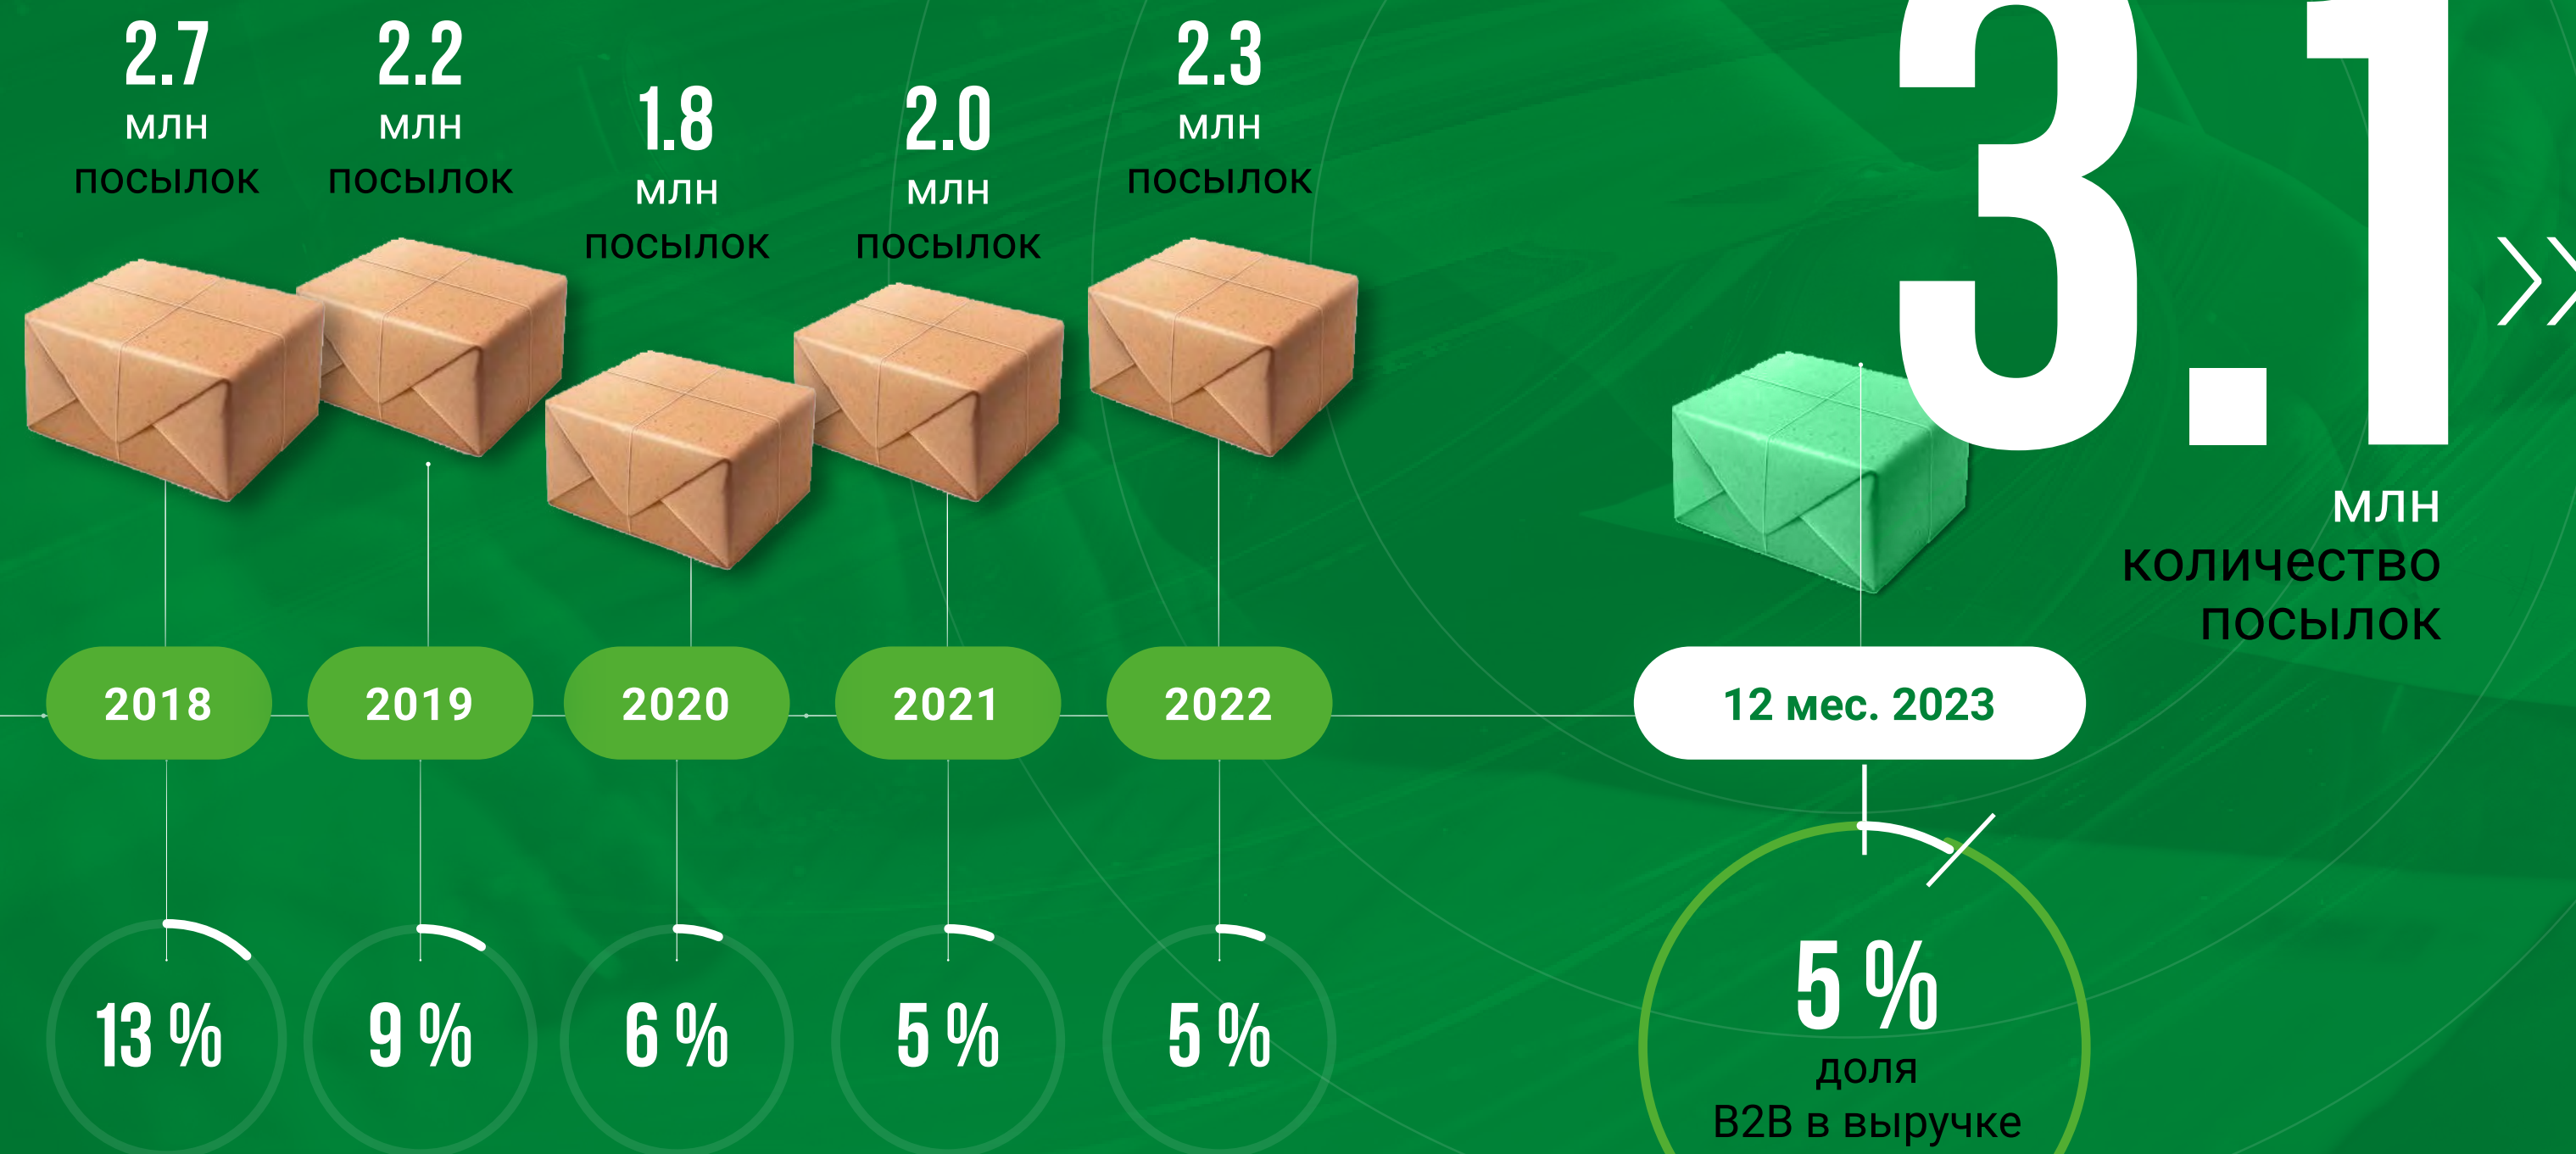 2.7
млн
посылок
2.2
млн
посылок
1.8
млн
посылок
2.0
млн
посылок
2.3
млн
посылок
3.1
млн
количество
посылок
2018
2019
2020
2021
2022
12 мес. 2023
13 %
9 %
6 %
5 %
5 %
5 %
доля
B2B в выручке